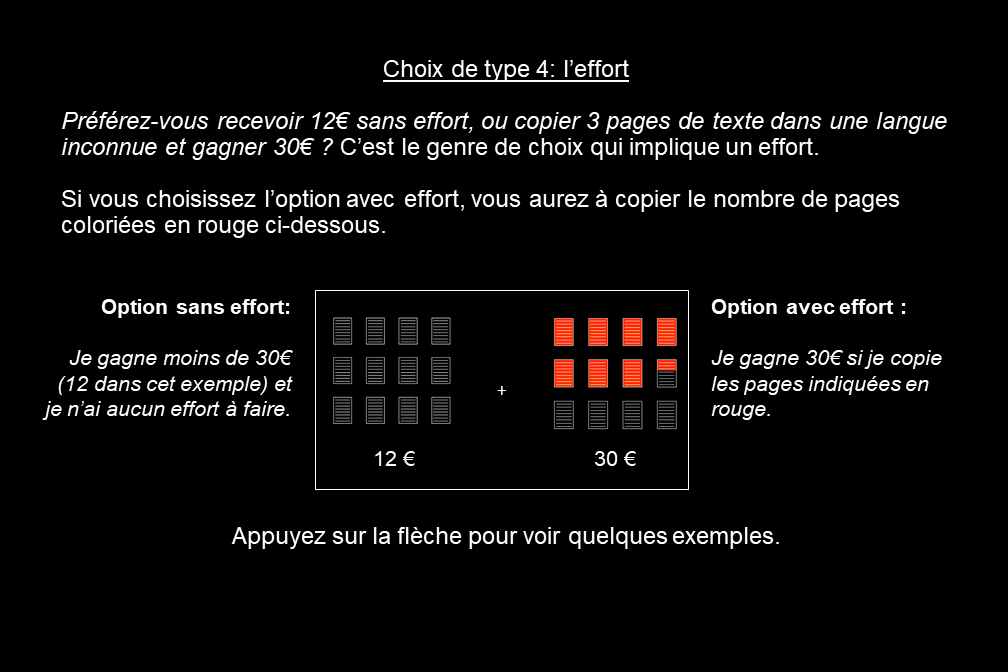 Choix de type 4: l’effort
Préférez-vous recevoir 12€ sans effort, ou copier 3 pages de texte dans une langue
inconnue et gagner 30€ ? C’est le genre de choix qui implique un effort.
Si vous choisissez l’option avec effort, vous aurez à copier le nombre de pages
coloriées en rouge ci-dessous.
Option sans effort:
Je gagne moins de 30€
(12 dans cet exemple) et
je n’ai aucun effort à faire.
+
12 €
30 €
Option avec effort :
Je gagne 30€ si je copie
les pages indiquées en
rouge.
Appuyez sur la flèche pour voir quelques exemples.